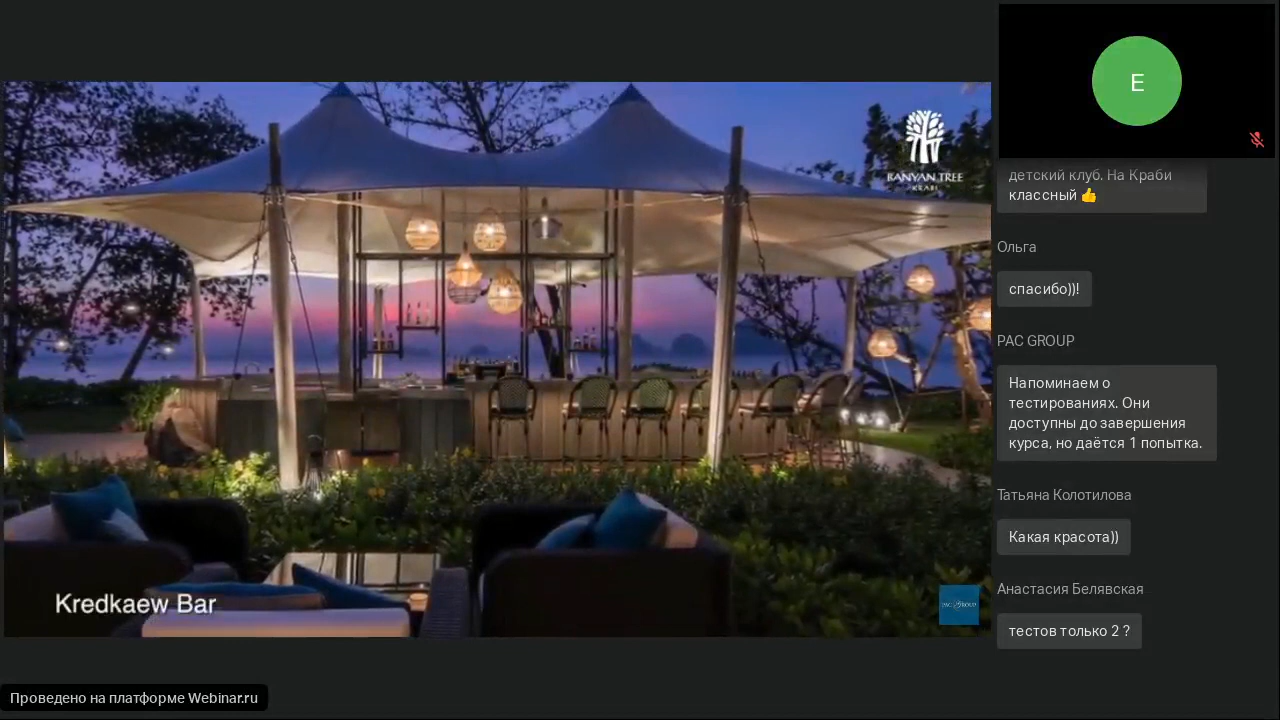 BANYAN TREE
KRABI
Kredkaew Bar
PAC GROUP
E
детский клуб. На Краби
классный 👍
Ольга
спасибо))!
PAC GROUP
Напоминаем о
тестированиях. Они
доступны до завершения
курса, но даётся 1 попытка.
Татьяна Колотилова
Какая красота))
Анастасия Белявская
тестов только 2 ?
Проведено на платформе Webinar.ru